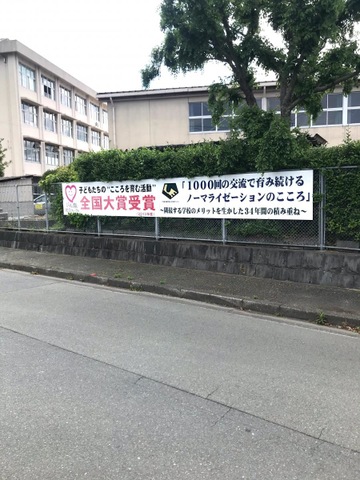 子どもたちの“こころを育む活動”
全国大賞受賞
「1000回の交流で育み続ける
ノーマライゼーションのこころ」
～隣接する学校のメリットを生かした34年間の積み重ね～